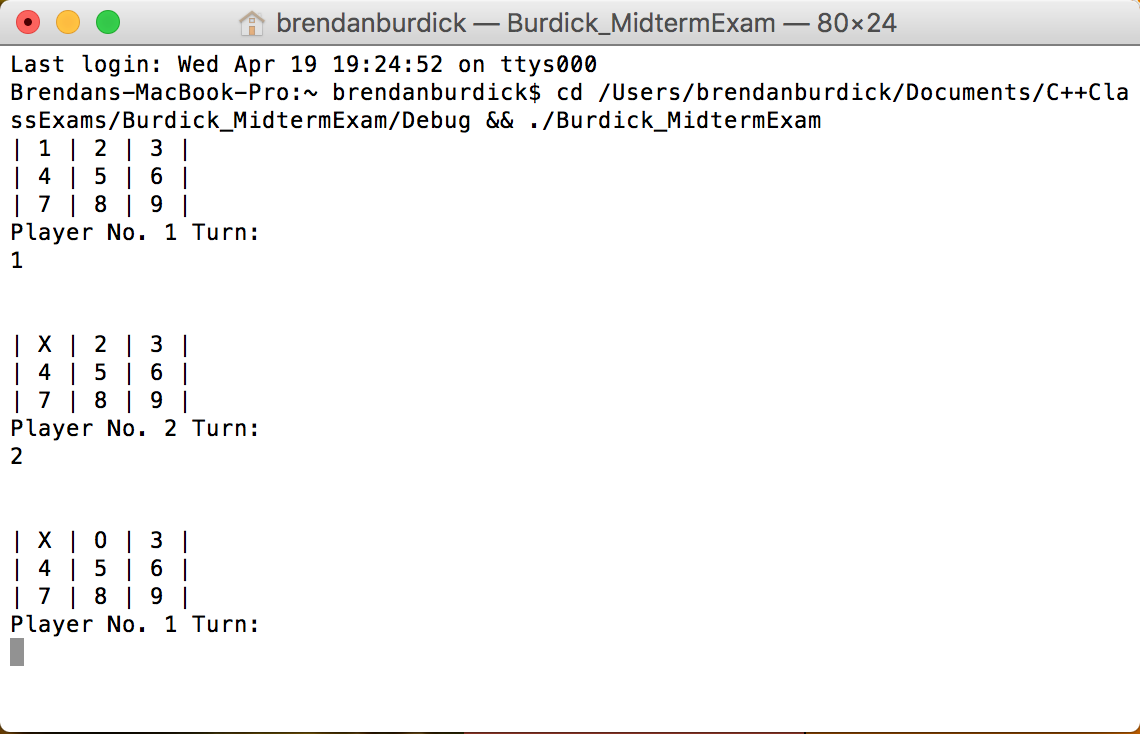 brendanburdick — Burdick_MidtermExam — 80×24
Last login: Wed Apr 19 19:24:52 on ttys000
Brendans-MacBook-Pro:~ brendanburdick$ cd /Users/brendanburdick/Documents/C++Cla
ssExams/Burdick_MidtermExam/Debug && ./Burdick_MidtermExam
| 1 | 2 | 3 |
| 4 | 5 | 6 |
| 7 | 8 | 9 |
Player No. 1 Turn:
1
| X | 2 | 3 |
| 4 | 5 | 6 |
| 7 | 8 | 9 |
Player No. 2 Turn:
2
| X | O | 3 |
| 4 | 5 | 6 |
| 7 | 8 | 9 |
Player No. 1 Turn: